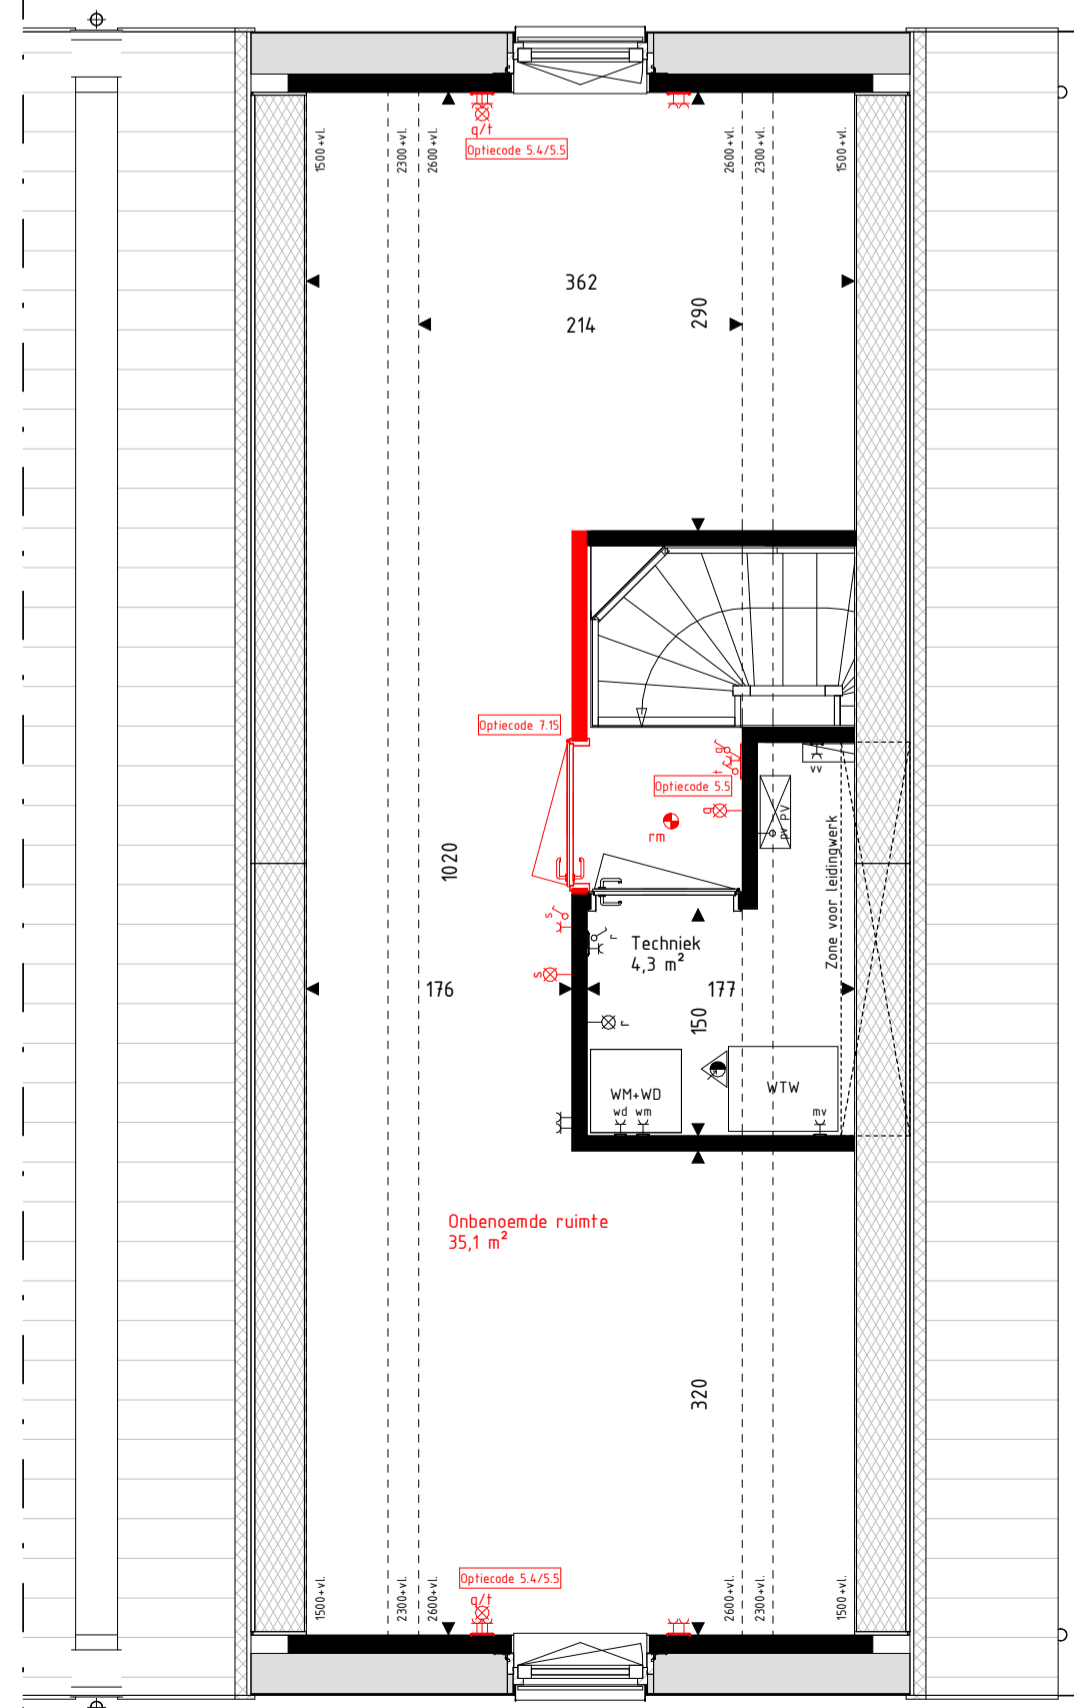 q/t
Optiecode 5.4/5.5
1500+vl.
2300+vl.
2600+vl.
2600+vl.
2300+vl.
1500+vl.
362
290
214
Optiecode 7.15
q
t
vv
Optiecode 5.5
q
rm
pv PV
Zone voor leidingwerk
1020
s
r
Techniek
4,3 m²
s
176
177
150
r
WM+WD
wd wm
WTW
mv
Onbenoemde ruimte
35,1 m²
320
Optiecode 5.4/5.5
q/t
1500+vl.
2300+vl.
2600+vl.
2600+vl.
2300+vl.
1500+vl.